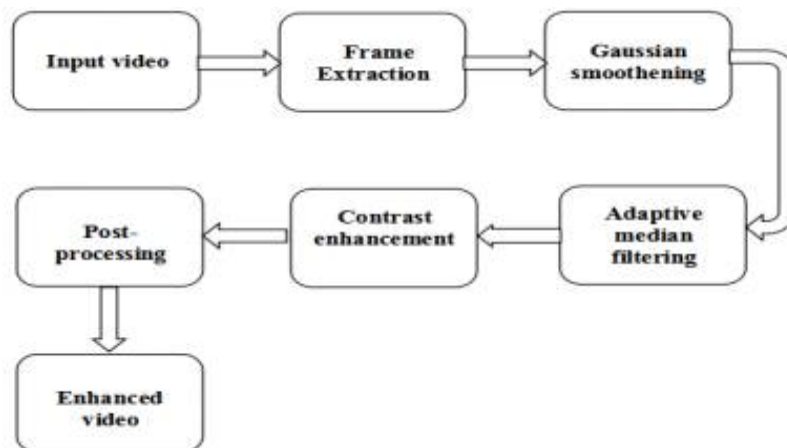 Input video
Frame
Extraction
Gaussian
smoothening
Adaptive
median
filtering
Contrast
enhancement
Post-
processing
Enhanced
video